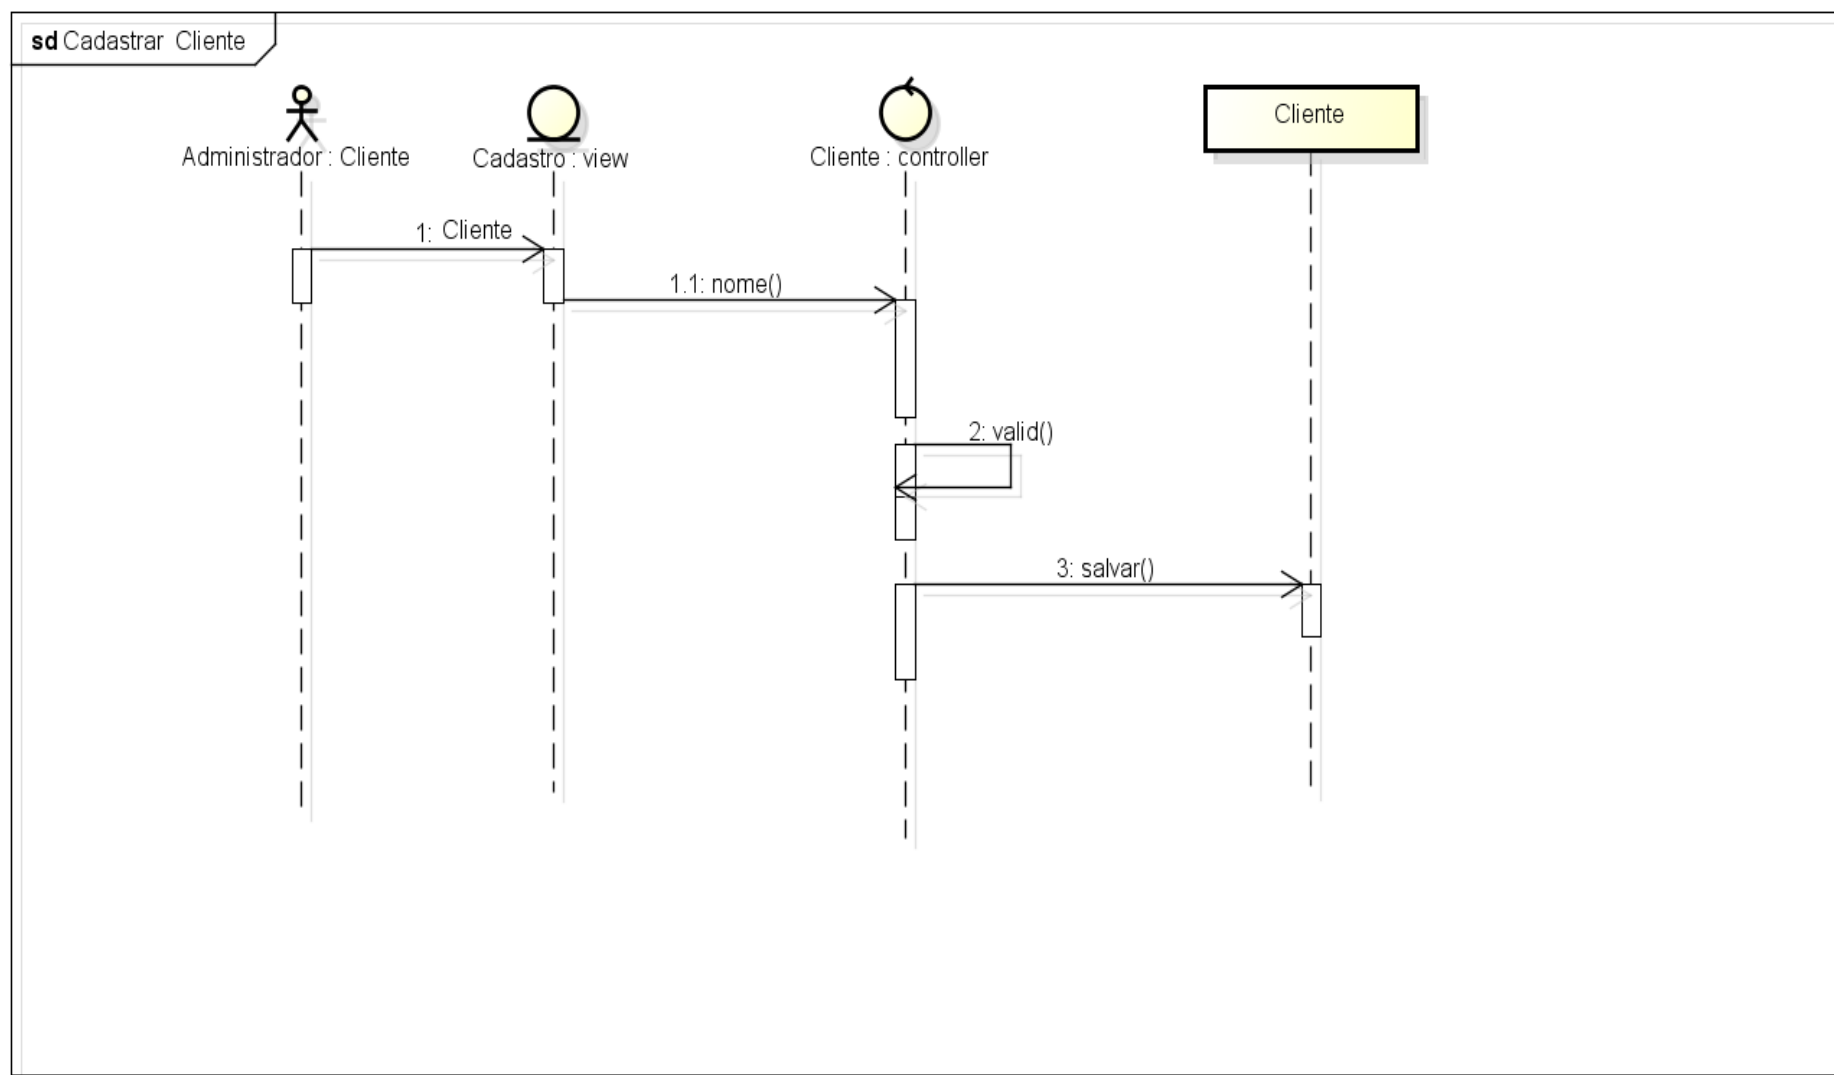 sd Cadastrar Cliente
Cliente
Administrador : Cliente
Cadastro : view
Cliente : controller
1: Cliente
1.1: nome()
2: valid()
3: salvar()